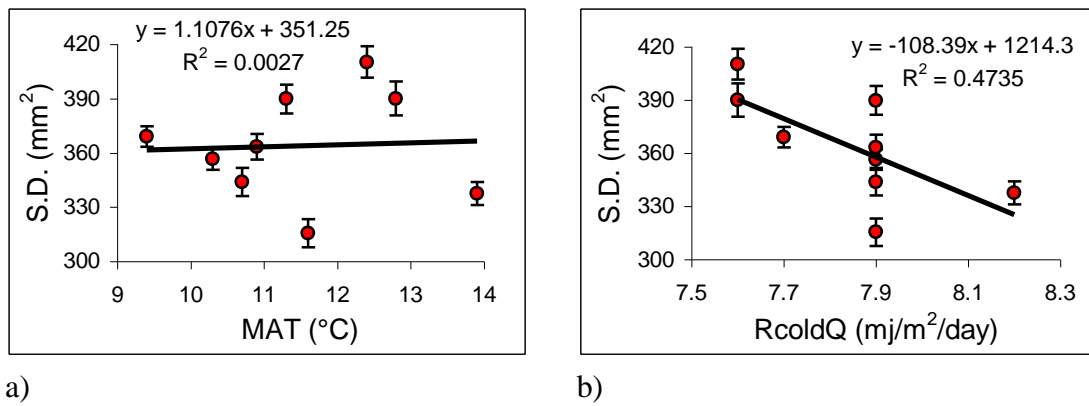 y = 1.1076x + 351.25
R² = 0.0027
420
390
360
330
300
S.D. (mm²)
9 10 11 12 13 14
MAT (°C)
a)
y = -108.39x + 1214.3
R² = 0.4735
420
390
360
330
300
S.D. (mm²)
7.5 7.7 7.9 8.1 8.3
RcoldQ (mj/m²/day)
b)